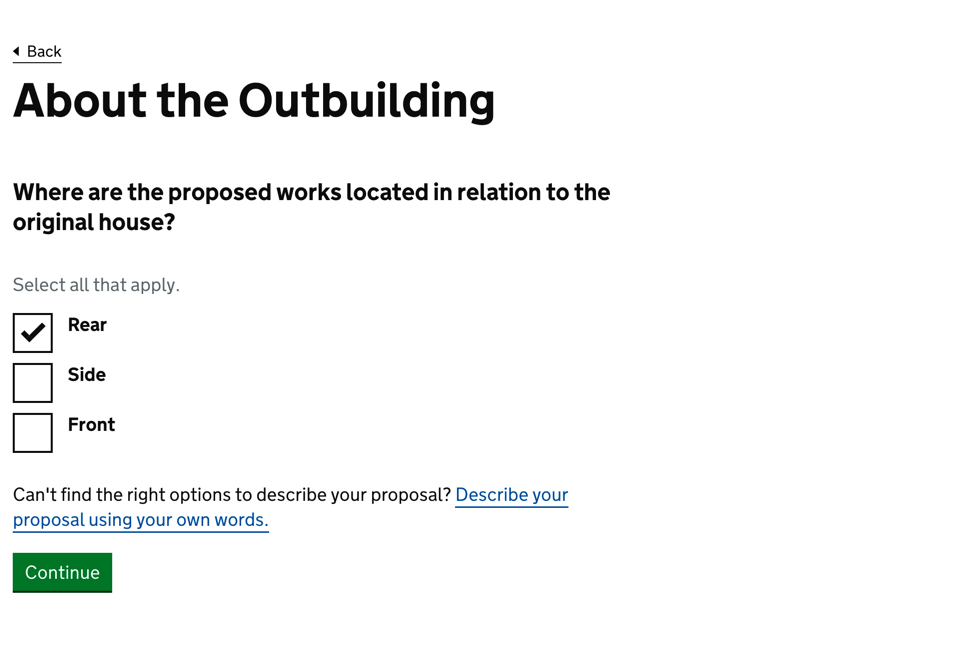 Back
About the Outbuilding
Where are the proposed works located in relation to the
original house?
Select all that apply.
Rear
Side
Front
Can't find the right options to describe your proposal? Describe your
proposal using your own words.
Continue